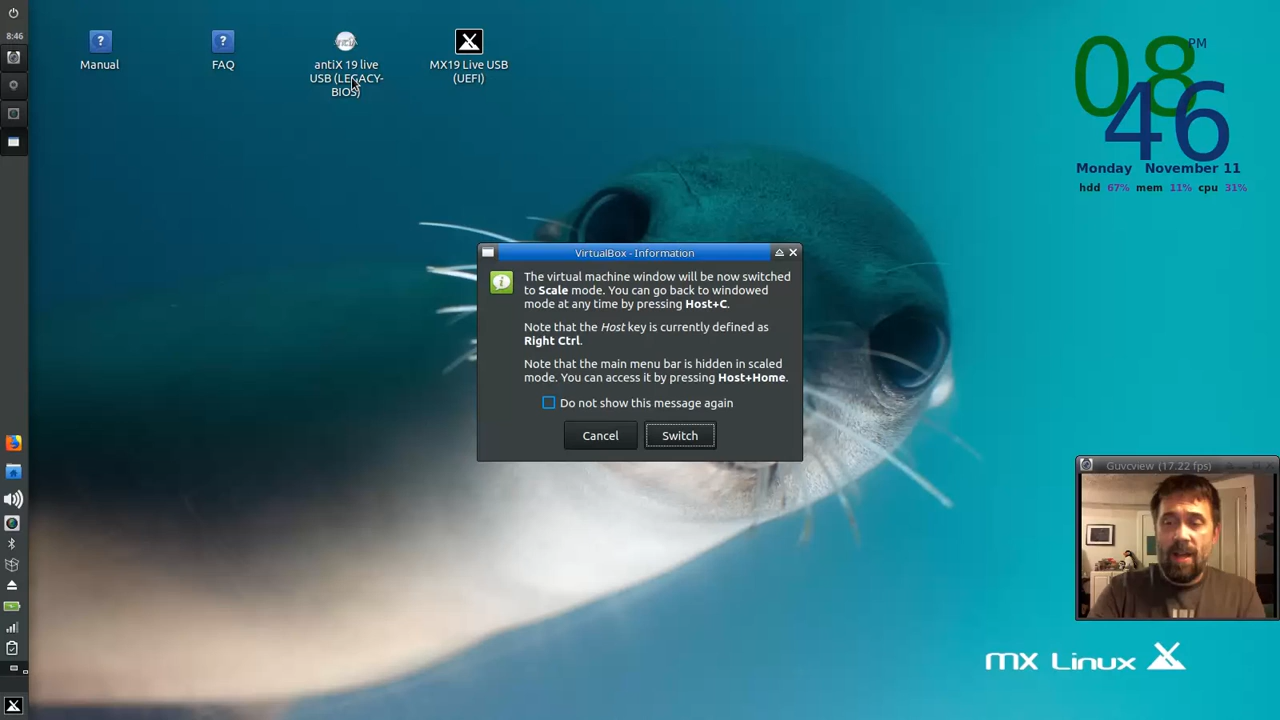 8:46
Manual
FAQ
antiX
antiX 19 live
USB (LEGACY-
BIOS)
MX19 Live USB
(UEFI)
08 PM
46
Monday November 11
hdd 67% mem 11% cpu 31%
VirtualBox - Information
The virtual machine window will be now switched
to Scale mode. You can go back to windowed
mode at any time by pressing Host+C.
Note that the Host key is currently defined as
Right Ctrl.
Note that the main menu bar is hidden in scaled
mode. You can access it by pressing Host+Home.
Do not show this message again
Cancel
Switch
Guvcview (17.22 fps)
MX Linux